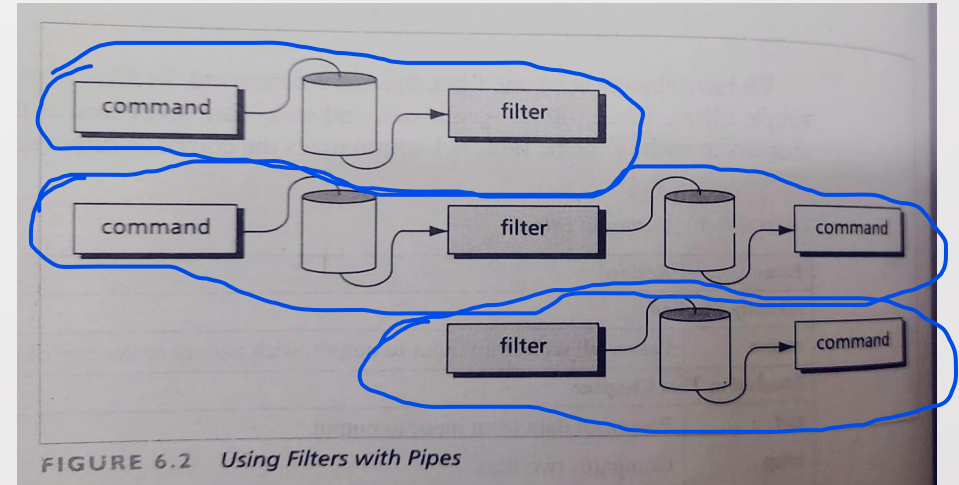 command filter
command filter command
filter command
FIGURE 6.2 Using Filters with Pipes